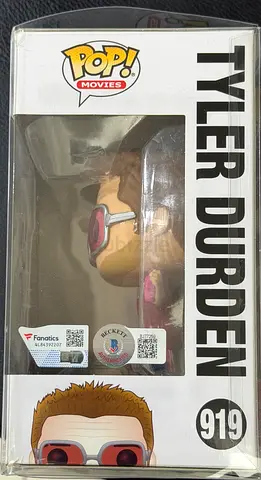 POP!
MOVIES
TYLER DURDEN
919
Fanatics
BECKETT